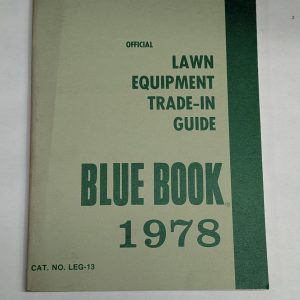 OFFICIAL
LAWN
EQUIPMENT
TRADE-IN
GUIDE
BLUE BOOK®
1978
CAT. NO. LEG-13